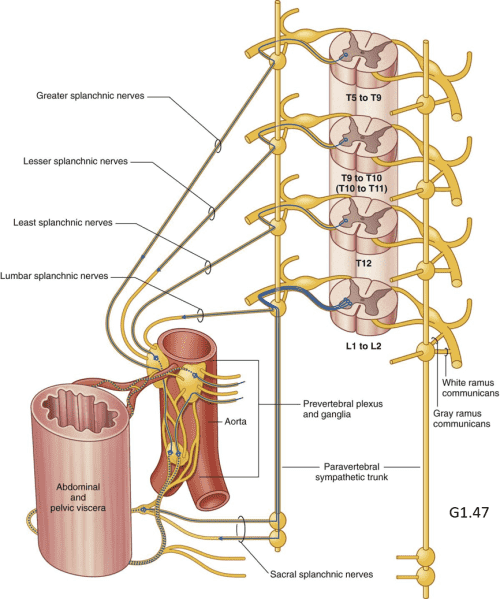 T5 to T9
Greater splanchnic nerves
Lesser splanchnic nerves
T9 to T10
(T10 to T11)
Least splanchnic nerves
T12
Lumbar splanchnic nerves
L1 to L2
White ramus
communicans
Gray ramus
communicans
Prevertebral plexus
and ganglia
Aorta
Paravertebral
sympathetic trunk
Abdominal
and
pelvic viscera
G1.47
Sacral splanchnic nerves